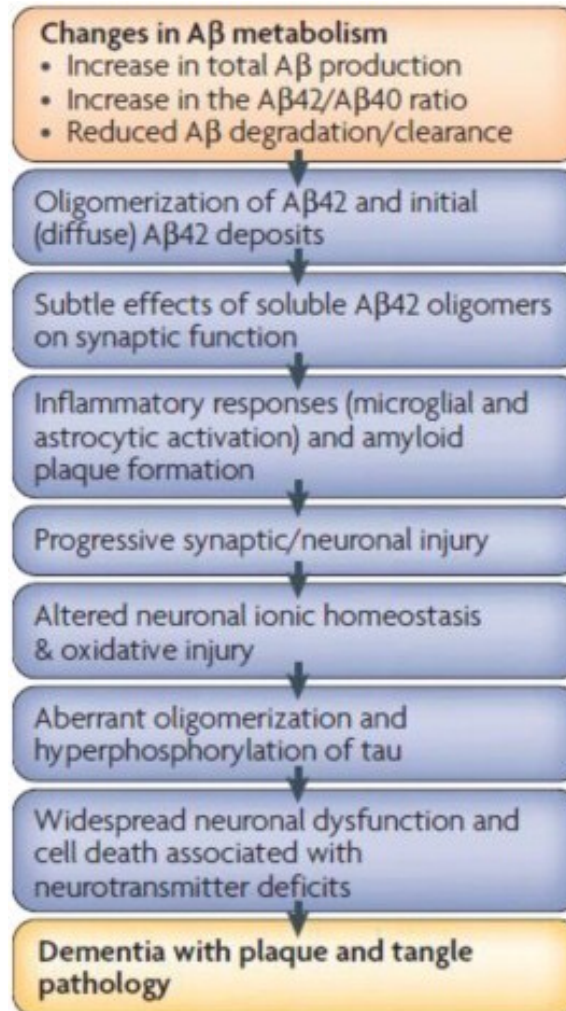 Changes in Aβ metabolism
• Increase in total Aβ production
• Increase in the Aβ42/Aβ40 ratio
• Reduced Aβ degradation/clearance
Oligomerization of Aβ42 and initial
(diffuse) Aβ42 deposits
Subtle effects of soluble Aβ42 oligomers
on synaptic function
Inflammatory responses (microglial and
astrocytic activation) and amyloid
plaque formation
Progressive synaptic/neuronal injury
Altered neuronal ionic homeostasis
& oxidative injury
Aberrant oligomerization and
hyperphosphorylation of tau
Widespread neuronal dysfunction and
cell death associated with
neurotransmitter deficits
Dementia with plaque and tangle
pathology